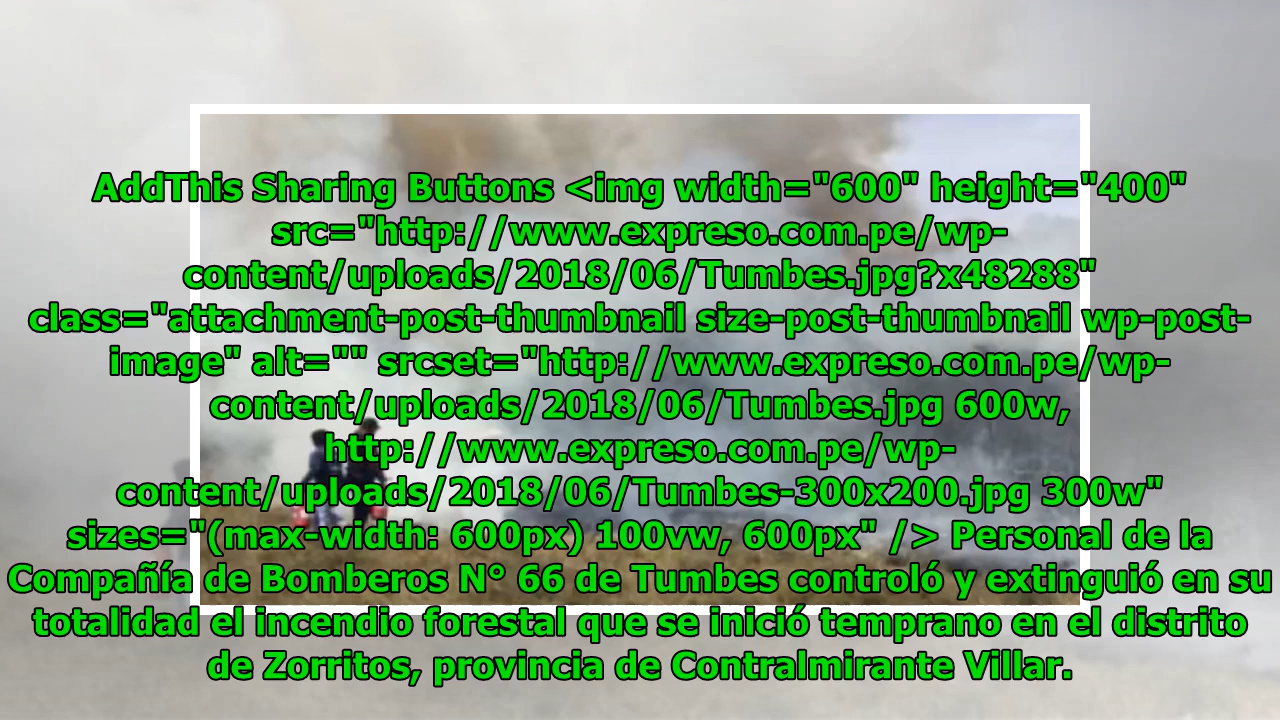 AddThis Sharing Buttons <img width="600" height="400"
src="http://www.expreso.com.pe/wp-
content/uploads/2018/06/Tumbes.jpg?x48288"
class="attachment-post-thumbnail size-post-thumbnail wp-post-
image" alt="" srcset="http://www.expreso.com.pe/wp-
content/uploads/2018/06/Tumbes.jpg 600w,
http://www.expreso.com.pe/wp-
content/uploads/2018/06/Tumbes-300x200.jpg 300w"
sizes="(max-width: 600px) 100vw, 600px" /> Personal de la
Compañía de Bomberos N° 66 de Tumbes controló y extinguió en su
totalidad el incendio forestal que se inició temprano en el distrito
de Zorritos, provincia de Contralmirante Villar.